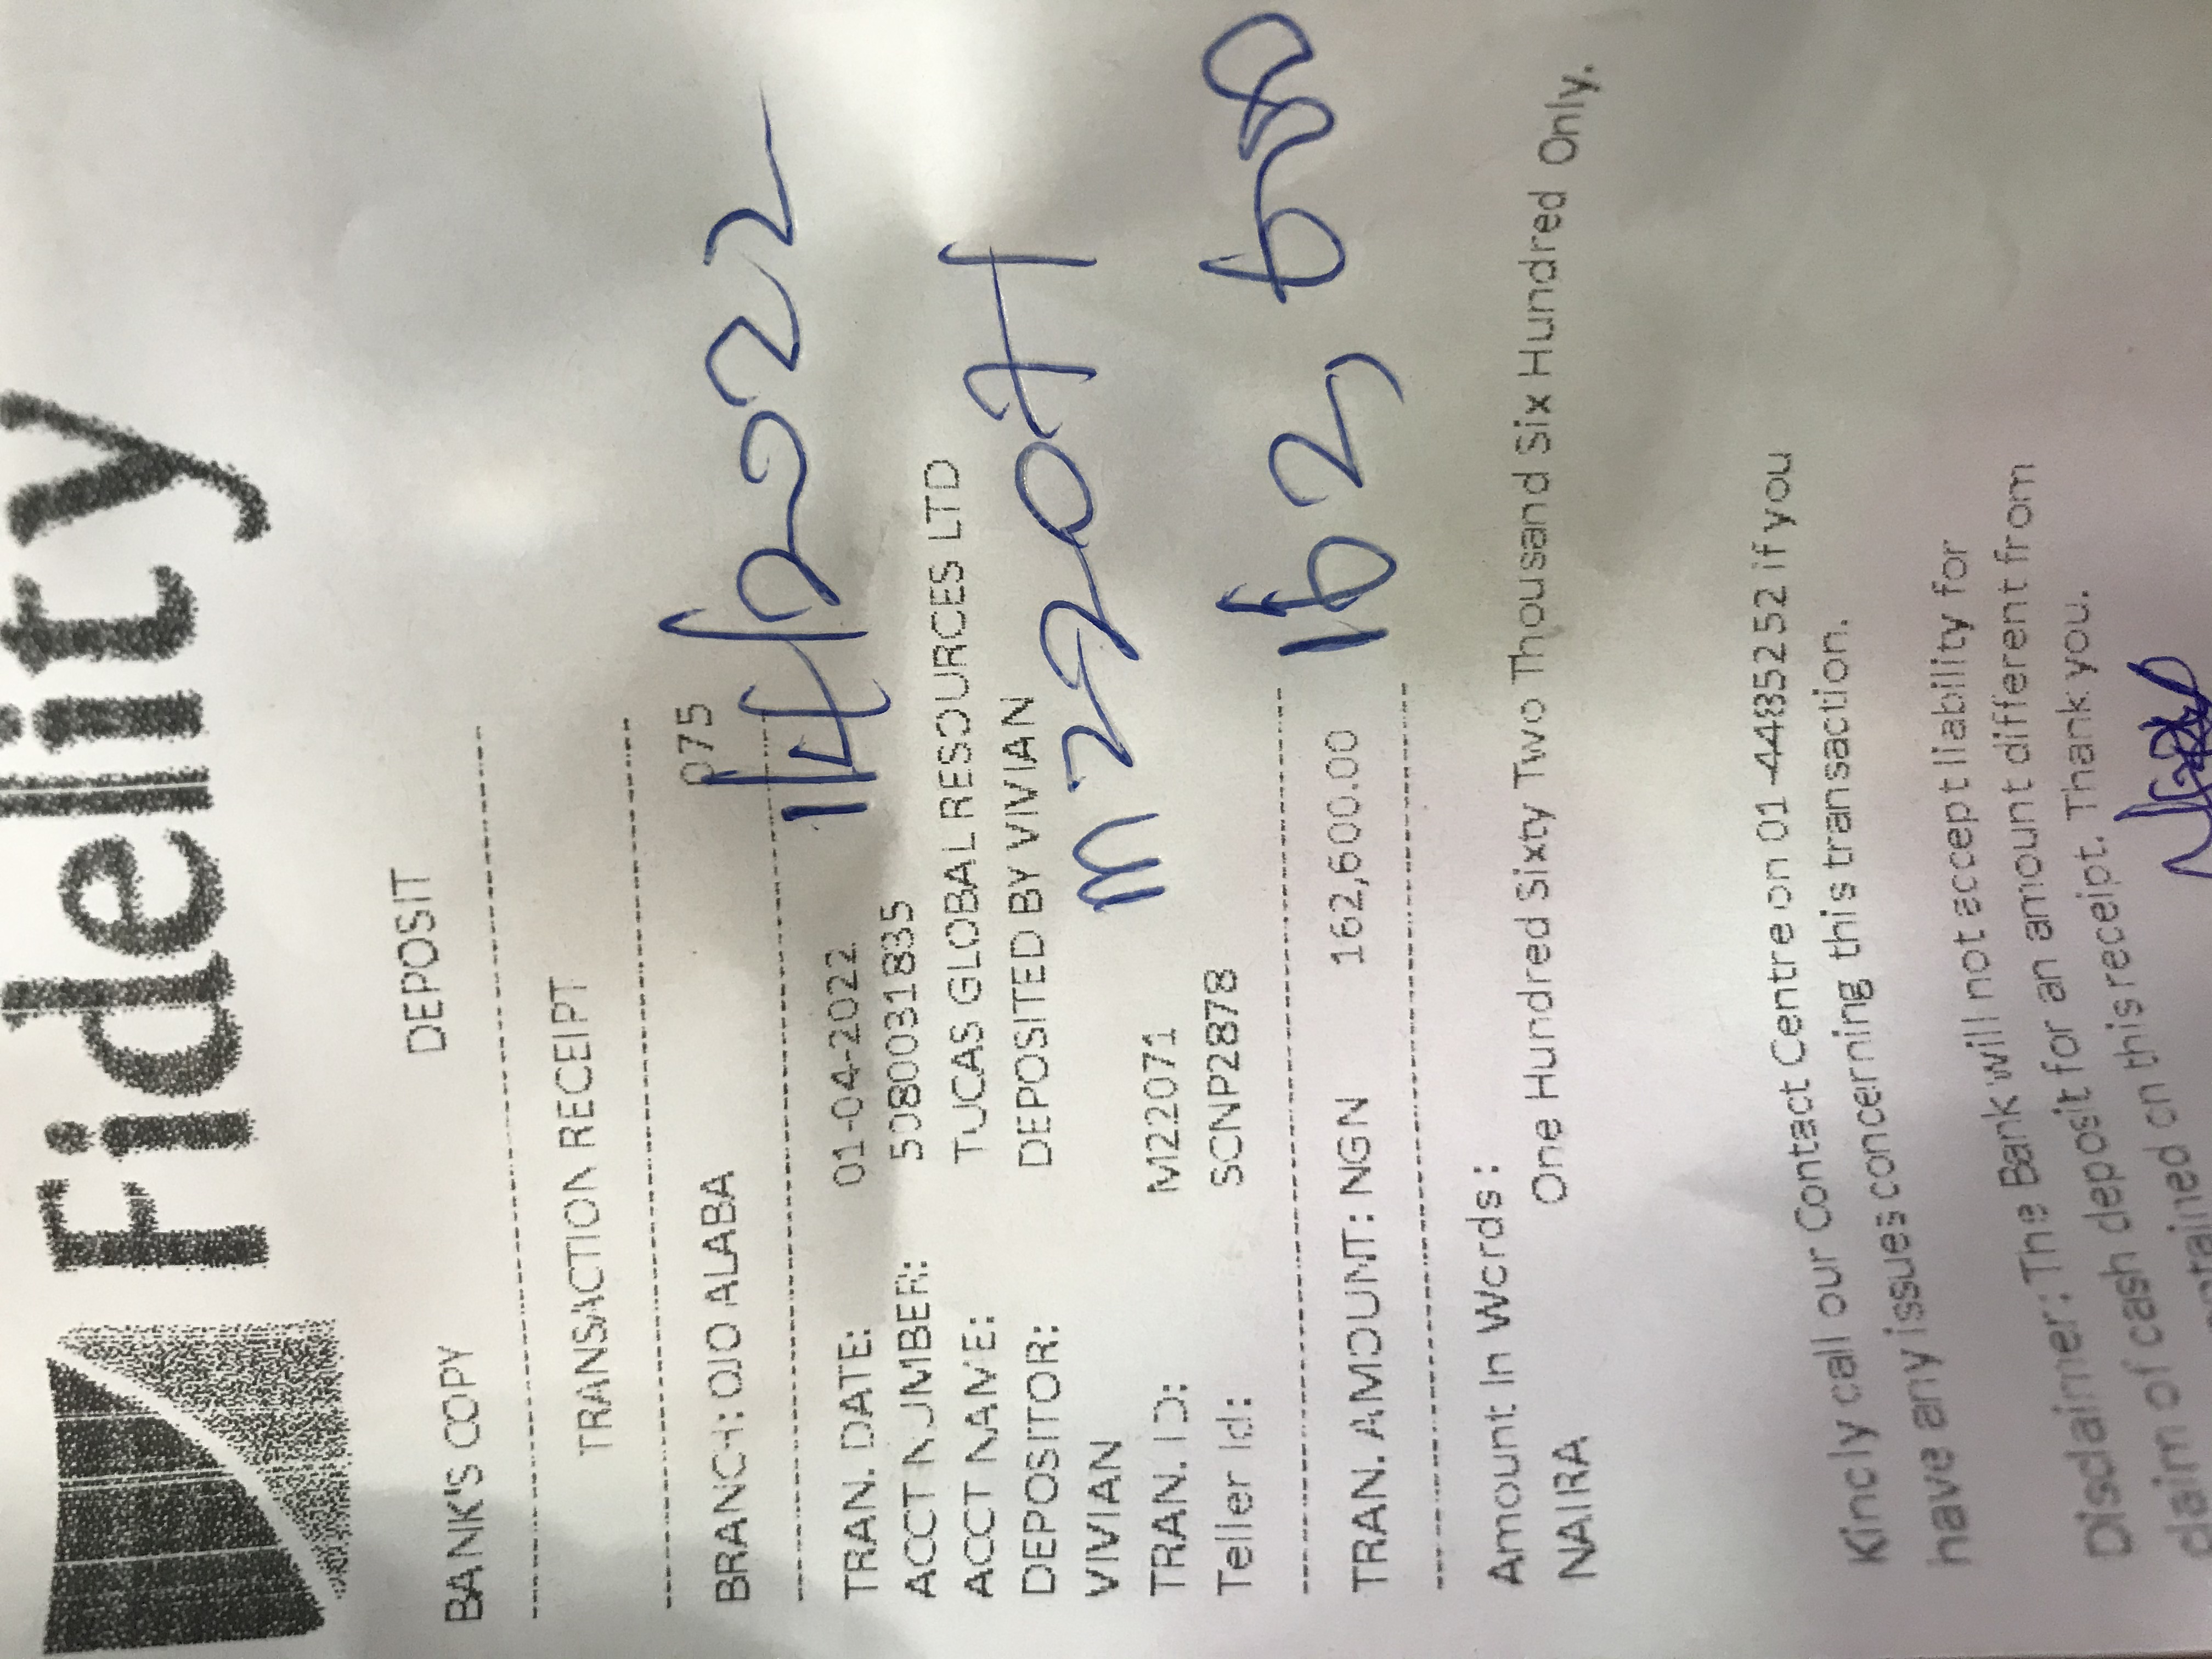 Fidelity
BANK'S COPY DEPOSIT
TRANSACTION RECEIPT
BRANCH: OJO ALABA 075
1/4/2022
TRAN. DATE: 01-04-2022
ACCT NUMBER: 5080031835
ACCT NAME: TUCAS GLOBAL RESOURCES LTD
DEPOSITOR: DEPOSITED BY VIVIAN
VIVIAN
M22071
TRAN. ID: M22071
Teller Id: SCNP2878
TRAN. AMOUNT: NGN 162,600.00
162,600
Amount In Words :
One Hundred Sixty Two Thousand Six Hundred Only.
NAIRA
Kindly call our Contact Centre on 01-4485252 if you
have any issues concerning this transaction.
Disclaimer: The Bank will not accept liability for
claim of cash deposit for an amount different from
on this receipt. Thank you.